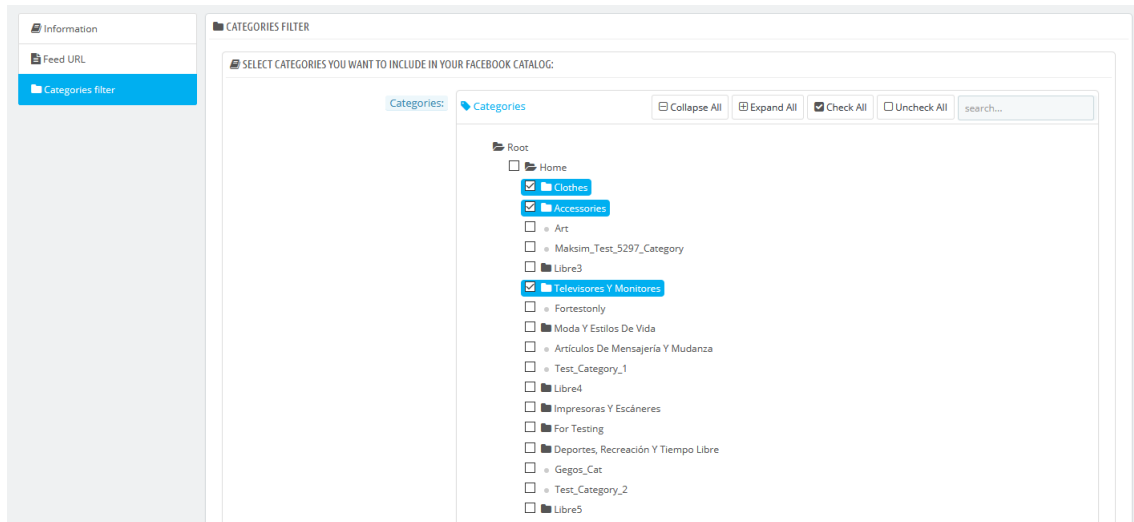 Information
Feed URL
Categories filter
CATEGORIES FILTER
SELECT CATEGORIES YOU WANT TO INCLUDE IN YOUR FACEBOOK CATALOG:
Categories:
Categories Collapse All Expand All Check All Uncheck All search...
Root
Home
Clothes
Accessories
Art
Maksim_Test_5297_Category
Libre3
Televisores Y Monitores
Fortestonly
Moda Y Estilos De Vida
Artículos De Mensajería Y Mudanza
Test_Category_1
Libre4
Impresoras Y Escáneres
For Testing
Deportes, Recreación Y Tiempo Libre
Gegos_Cat
Test_Category_2
Libre5